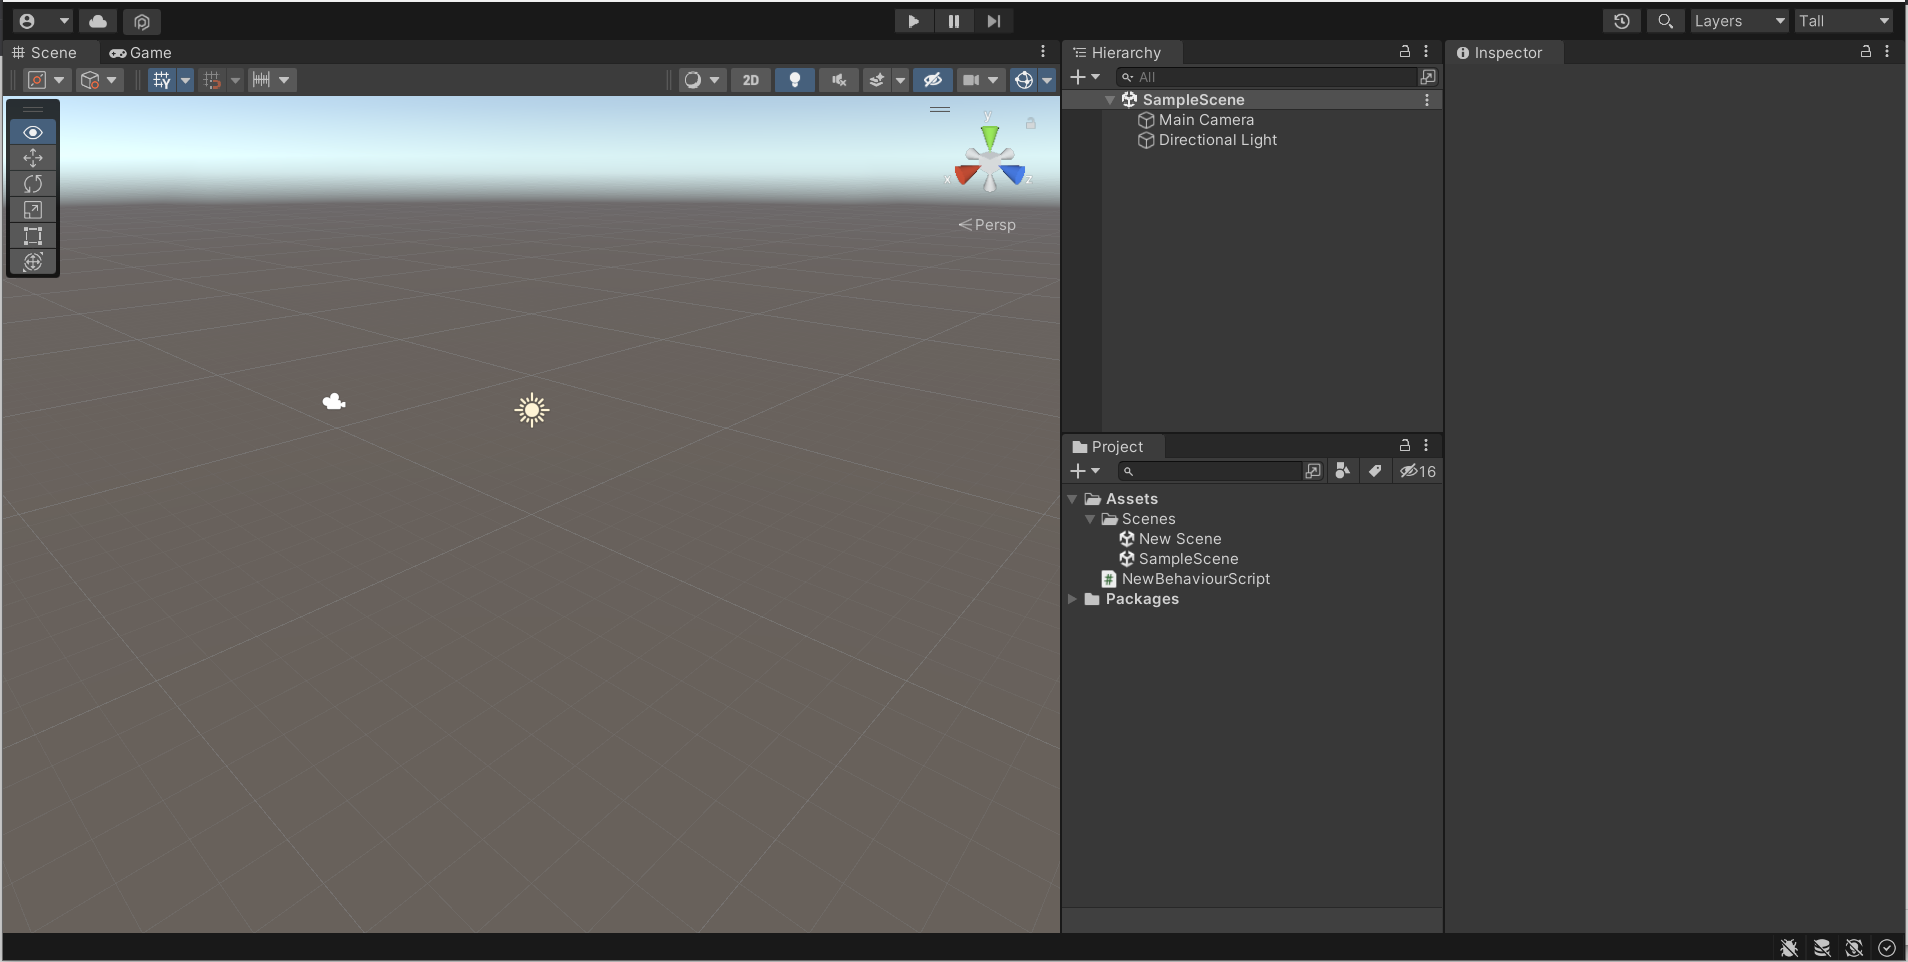 Layers
Tall
Scene
Game
Hierarchy
Inspector
2D
All
SampleScene
Main Camera
Directional Light
y
x
z
Persp
Project
16
Assets
Scenes
New Scene
SampleScene
NewBehaviourScript
Packages